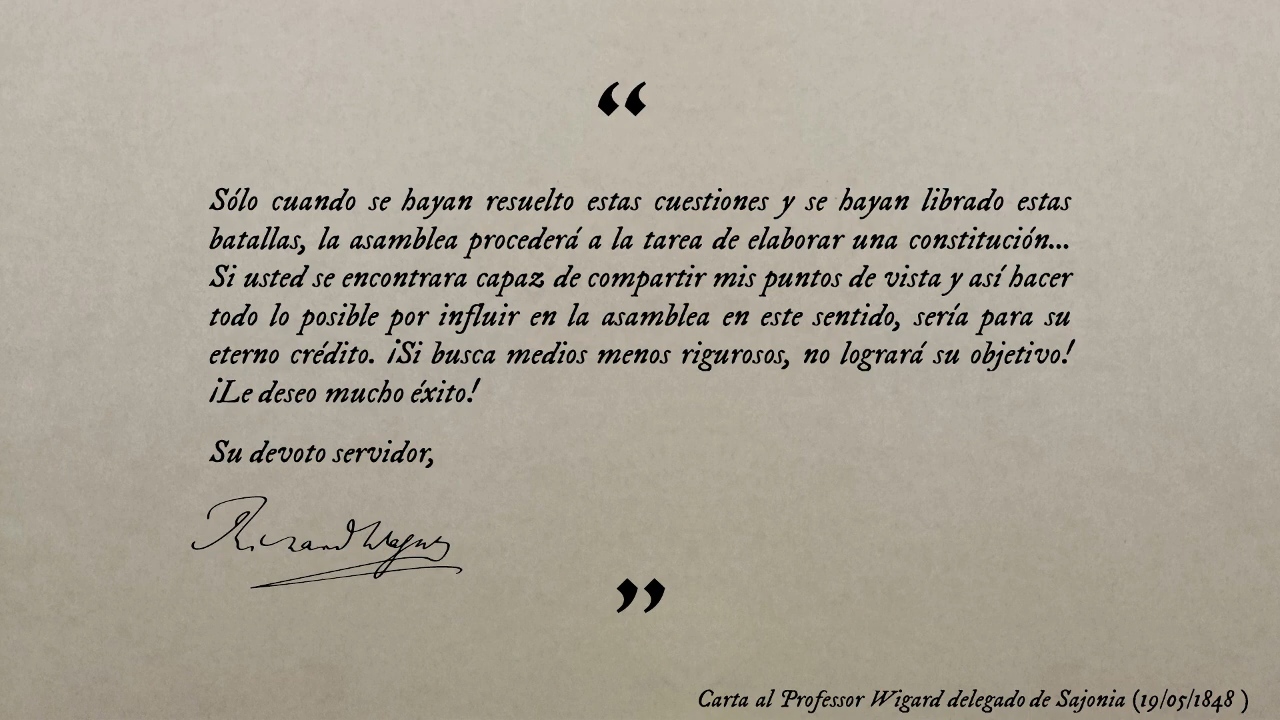 “
Sólo cuando se hayan resuelto estas cuestiones y se hayan librado estas
batallas, la asamblea procederá a la tarea de elaborar una constitución...
Si usted se encontrara capaz de compartir mis puntos de vista y así hacer
todo lo posible por influir en la asamblea en este sentido, sería para su
eterno crédito. ¡Si busca medios menos rigurosos, no logrará su objetivo!
¡Le deseo mucho éxito!
Su devoto servidor,
Richard Wagner
”
Carta al Professor Wigard delegado de Sajonia (19/05/1848 )